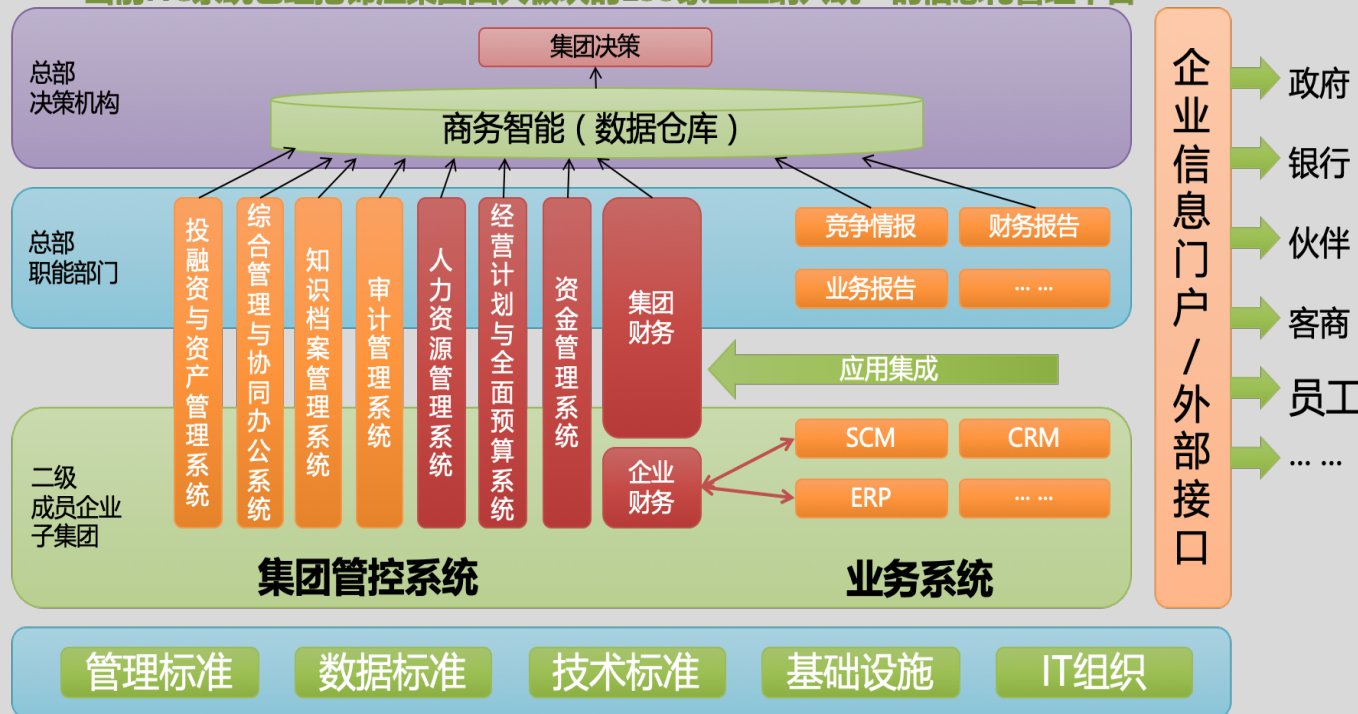 集团决策
总部
决策机构
商务智能（数据仓库）
总部
职能部门
投融资与资产管理系统
综合管理与协同办公系统
知识档案管理系统
审计管理系统
人力资源管理系统
经营计划与全面预算系统
资金管理系统
集团
财务
竞争情报
财务报告
业务报告
... ...
应用集成
二级
成员企业
子集团
企业
财务
SCM
CRM
ERP
... ...
集团管控系统
业务系统
企业信息门户/外部接口
政府
银行
伙伴
客商
员工
... ...
管理标准
数据标准
技术标准
基础设施
IT组织